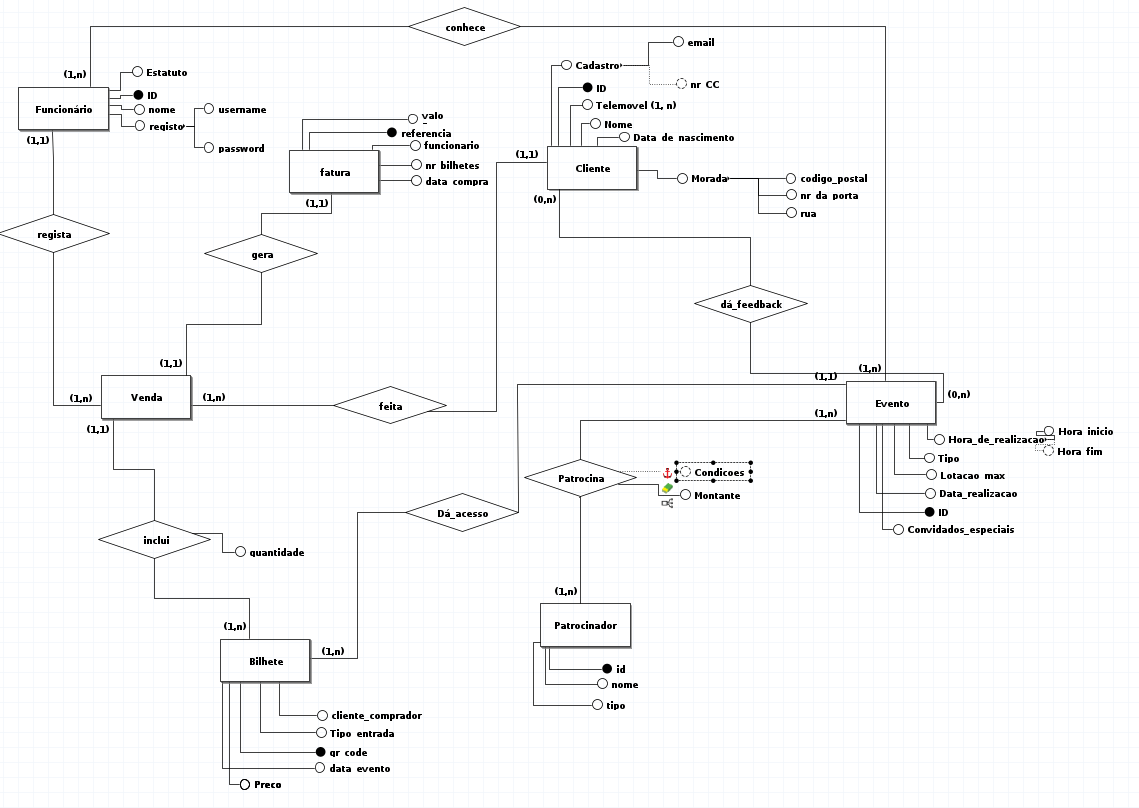 conhece
(1,n)
Funcionário
Estatuto
ID
nome
registo
username
password
(1,1)
regista
valo
referencia
funcionario
nr bilhetes
data compra
fatura
(1,1)
gera
(1,1)
Cadastro
email
nr CC
ID
Telemovel (1, n)
Nome
Data de nascimento
(1,1)
Cliente
Morada
codigo_postal
nr da porta
rua
(0,n)
dá_feedback
(1,n)
Venda
(1,n)
(1,1)
feita
(1,1)
(1,n)
(0,n)
(1,n)
Evento
Hora_de_realizacao
Hora inicio
Hora fim
Tipo
Lotacao max
Data_realizacao
ID
Convidados_especiais
Patrocina
Condicoes
Montante
Dá_acesso
inclui
quantidade
(1,n)
Patrocinador
id
nome
tipo
(1,n)
Bilhete
(1,n)
cliente_comprador
Tipo entrada
qr code
data evento
Preco